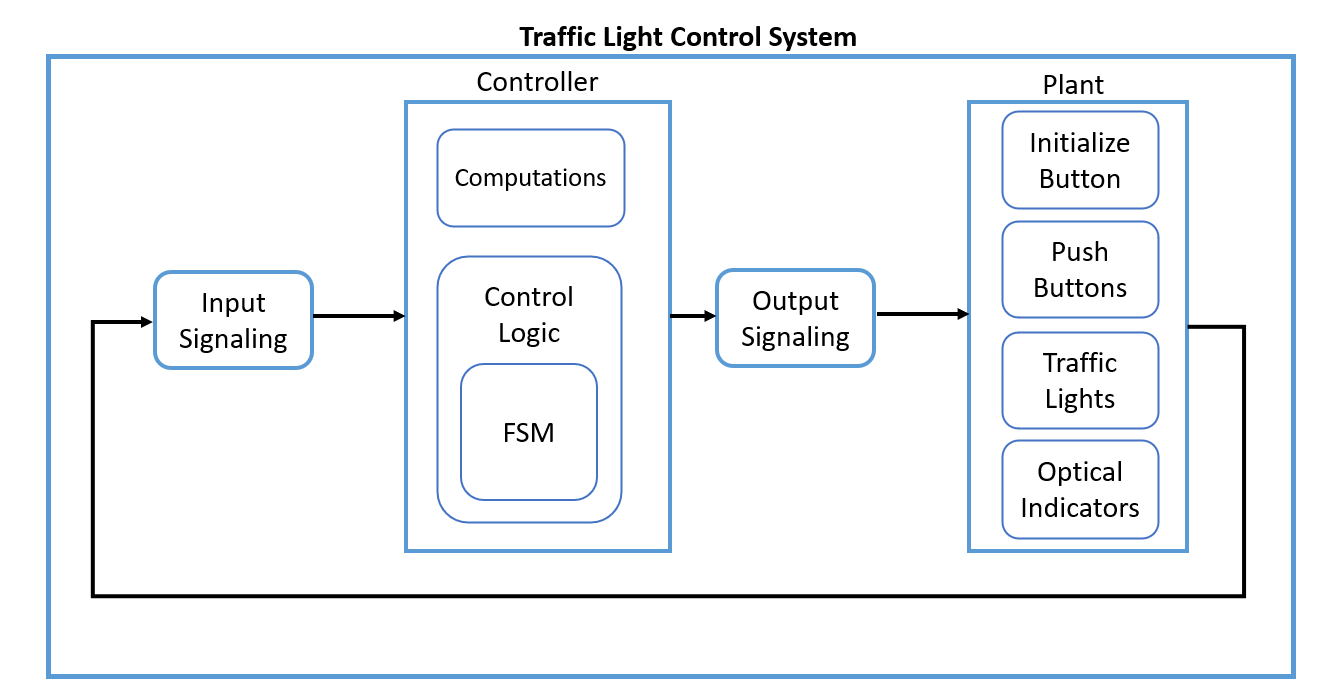 Traffic Light Control System
Controller
Plant
Computations
Control
Logic
FSM
Input
Signaling
Output
Signaling
Initialize
Button
Push
Buttons
Traffic
Lights
Optical
Indicators